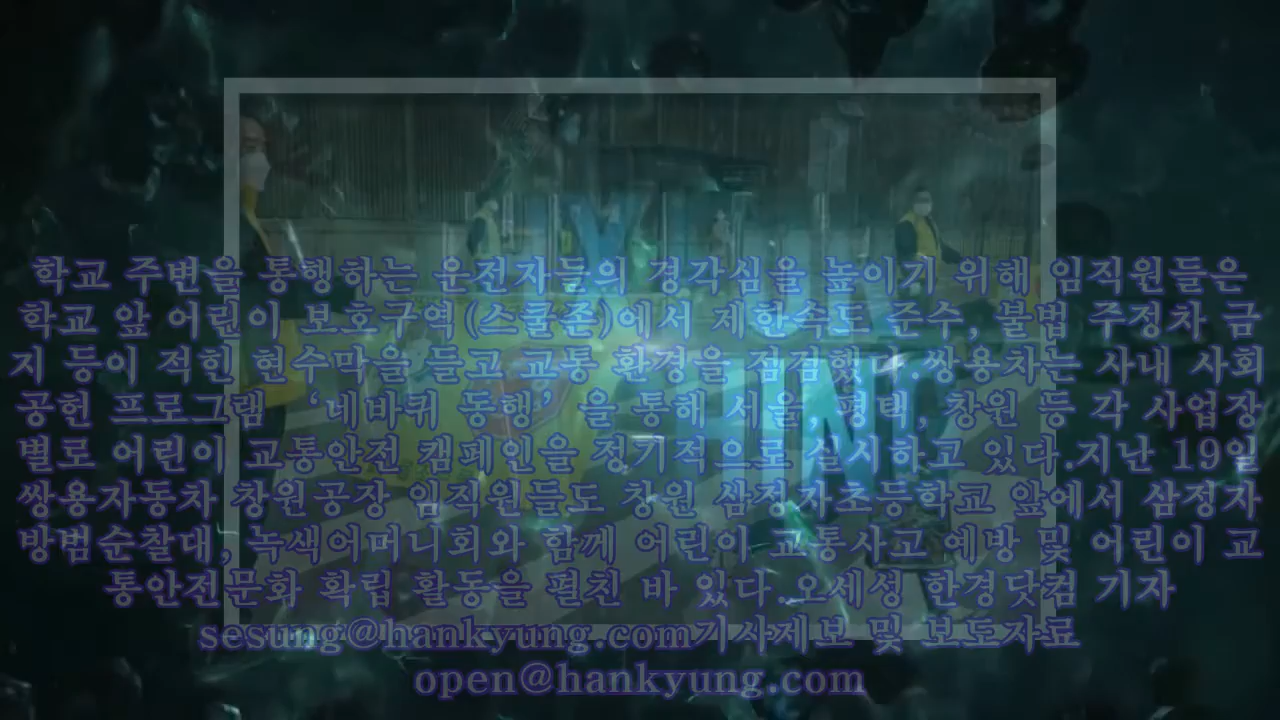 학교 주변을 통행하는 운전자들의 경각심을 높이기 위해 임직원들은
학교 앞 어린이 보호구역(스쿨존)에서 제한속도 준수, 불법 주정차 금
지 등이 적힌 현수막을 들고 교통 환경을 점검했다.쌍용차는 사내 사회
공헌 프로그램 ‘네바퀴 동행’ 을 통해 서울, 평택, 창원 등 각 사업장
별로 어린이 교통안전 캠페인을 정기적으로 실시하고 있다.지난 19일
쌍용자동차 창원공장 임직원들도 창원 삼정자초등학교 앞에서 삼정자
방범순찰대, 녹색어머니회와 함께 어린이 교통사고 예방 및 어린이 교
통안전문화 확립 활동을 펼친 바 있다.오세성 한경닷컴 기자
sesung@hankyung.com기사제보 및 보도자료
open@hankyung.com